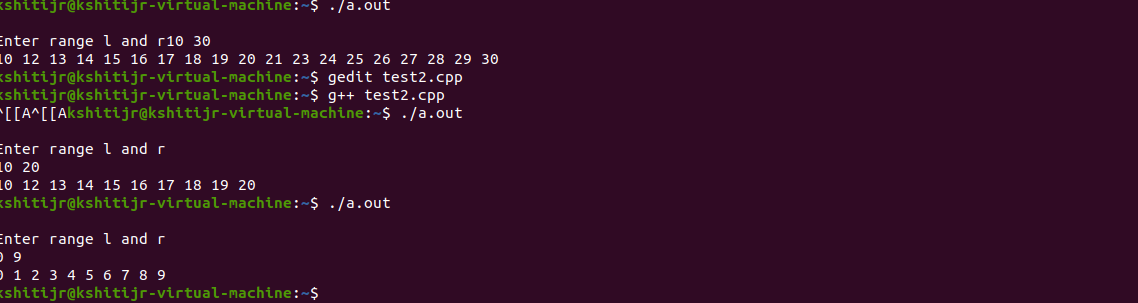 kshitijr@kshitijr-virtual-machine:~$ ./a.out
Enter range l and r10 30
10 12 13 14 15 16 17 18 19 20 21 23 24 25 26 27 28 29 30
kshitijr@kshitijr-virtual-machine:~$ gedit test2.cpp
kshitijr@kshitijr-virtual-machine:~$ g++ test2.cpp
^[[A^[[Akshitijr@kshitijr-virtual-machine:~$ ./a.out
Enter range l and r
10 20
10 12 13 14 15 16 17 18 19 20
kshitijr@kshitijr-virtual-machine:~$ ./a.out
Enter range l and r
0 9
0 1 2 3 4 5 6 7 8 9
kshitijr@kshitijr-virtual-machine:~$